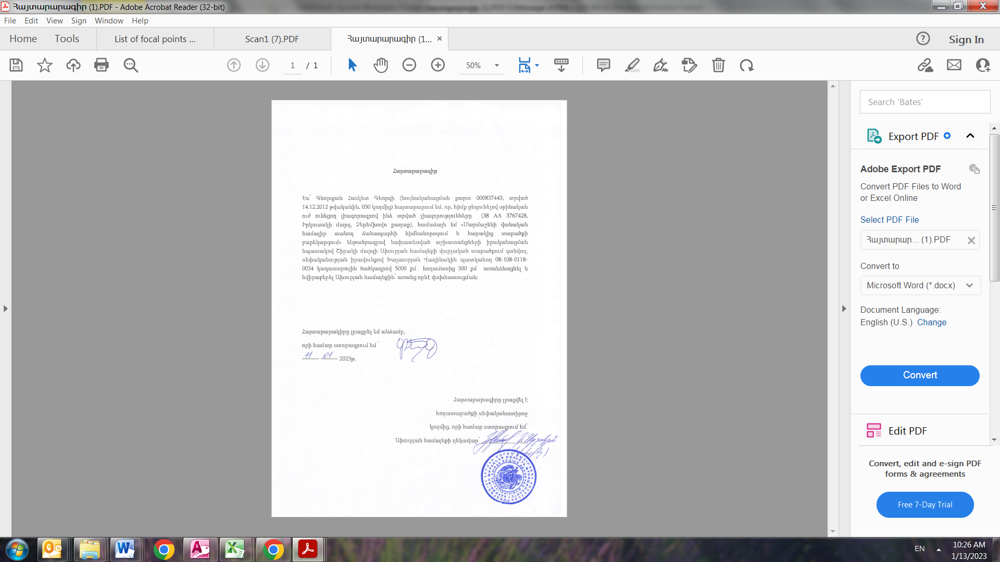 Հայտարարագիր (1).PDF - Adobe Acrobat Reader (32-bit)
File Edit View Sign Window Help
Home Tools List of focal points ... Scan1 (7).PDF Հայտարարագիր (1... Sign In
1 / 1 50%
Հայտարարագիր
Ես՝ Գևորգյան Համլետ Գևորգի (նույնականացման քարտ 000837443, տրված
14.12.2012 թվականին, 030 կողմից) հայտարարում եմ, որ, հիմք ընդունելով օրինական
ուժ ունեցող լիազորագրով ինձ տրված լիազորությունները (38 AA 3767428,
Իրկուտսկի մարզ, Չերեմխովո քաղաք), համաձայն եմ «Մարմաշենի վանական
համալիր տանող ճանապարհի հիմնանորոգում և հարակից տարածքի
բարեկարգում» ենթածրագրով նախատեսված աշխատանքների իրականացման
նպատակով Շիրակի մարզի Ախուրյան համայնքի վարչական տարածքում գտնվող,
սեփականության իրավունքով Խաչատրյան Վաղինակին պատկանող 08-108-0118-
0034 կադաստրային ծածկագրով 5000 քմ հողամասից 300 քմ առանձնացնել և
նվիրաբերել Ախուրյան համայնքին՝ առանց որևէ փոխհատուցման:
Հայտարարագիրը լրացրել եմ անձամբ,
որի համար ստորագրում եմ ՝
11 01 2023թ.
Հայտարարագիրը լրացվել է
հողատարածքի սեփականատիրոջ
կողմից, որի համար ստորագրում եմ՝
Ախուրյան համայնքի ղեկավար՝
Search 'Bates'
Export PDF
Adobe Export PDF
Convert PDF Files to Word
or Excel Online
Select PDF File
Հայտարար... (1).PDF
Convert to
Microsoft Word (*.docx)
Document Language:
English (U.S.) Change
Convert
Edit PDF
Convert, edit and e-sign PDF
forms & agreements
Free 7-Day Trial
EN
10:26 AM
1/13/2023